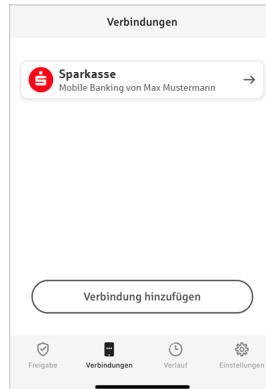 Verbindungen
Sparkasse
Mobile Banking von Max Mustermann
Verbindung hinzufügen
Freigabe
Verbindungen
Verlauf
Einstellungen